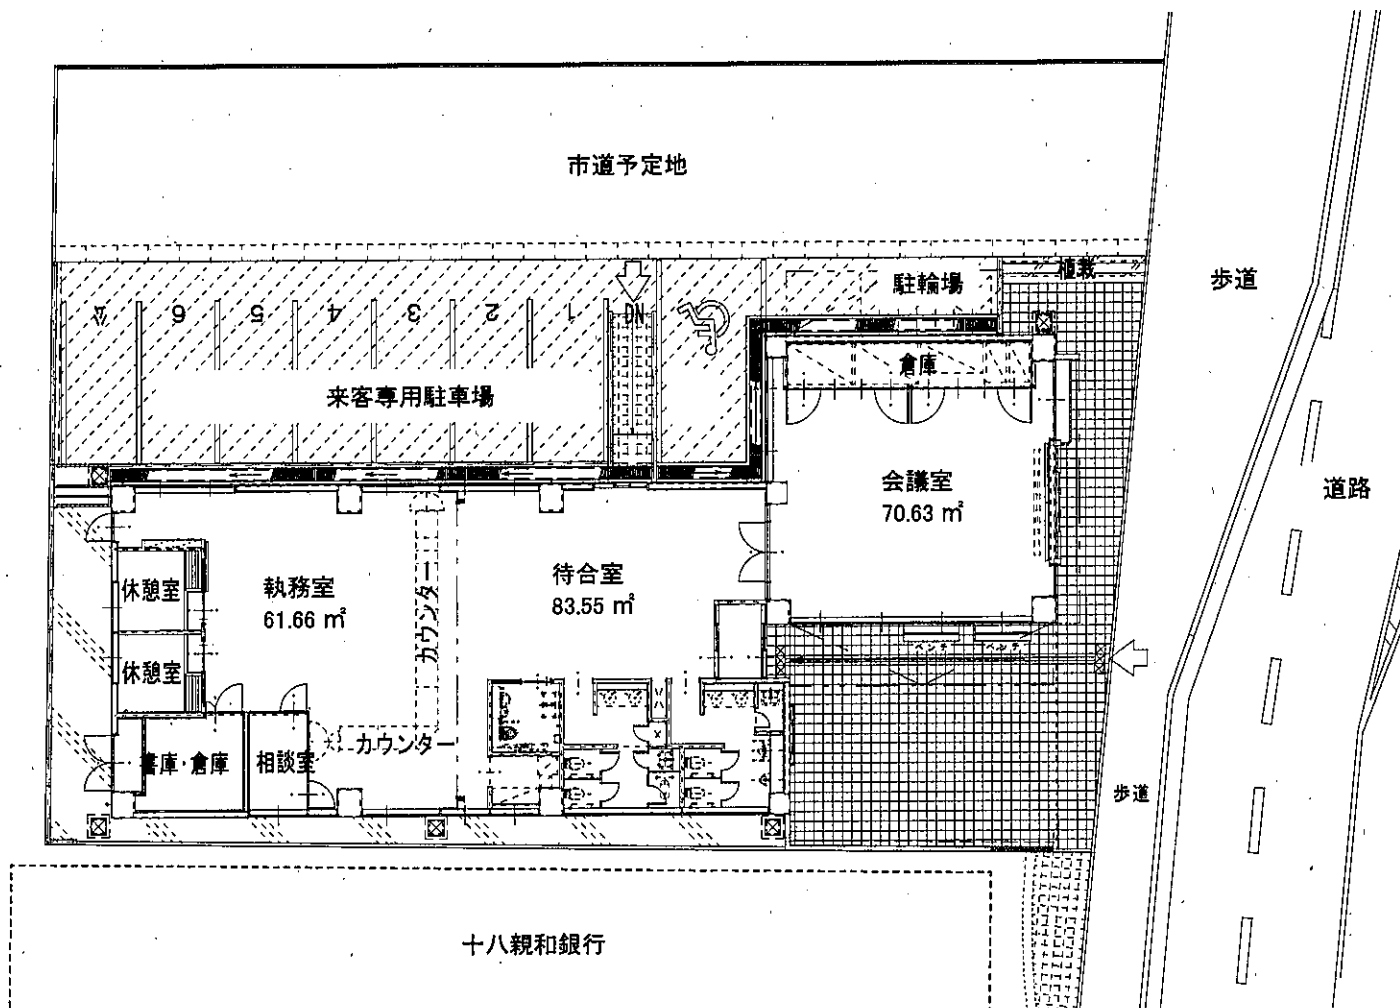 市道予定地
植栽
駐輪場
歩道
4
6
5
4
3
2
1
DN
倉庫
来客専用駐車場
会議室
70.63 ㎡
道路
休憩室
執務室
61.66 ㎡
カウンター
待合室
83.55 ㎡
休憩室
ベンチ
ベンチ
書庫・倉庫
相談室
カウンター
歩道
十八親和銀行